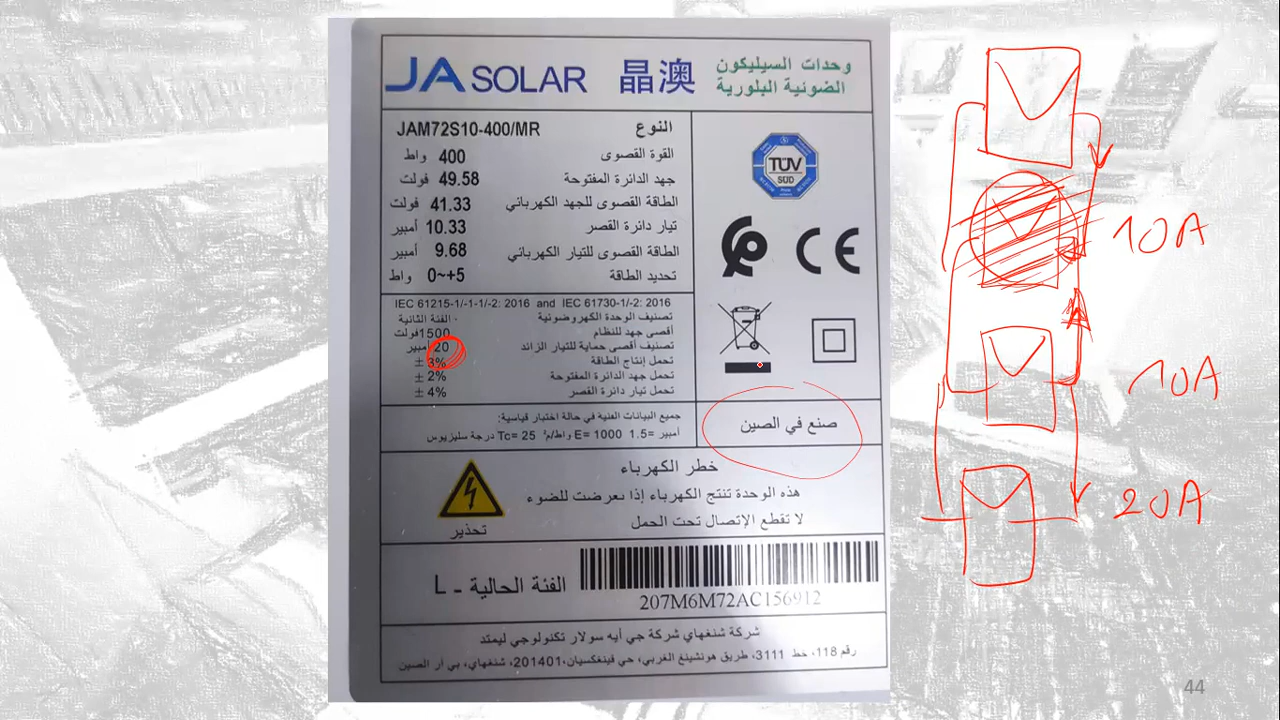 JA SOLAR 晶澳 وحدات السيليكون
الضوئية البلورية
النوع JAM72S10-400/MR
القوة القصوى 400 واط
جهد الدائرة المفتوحة 49.58 فولت
الطاقة القصوى للجهد الكهربائي 41.33 فولت
تيار دائرة القصر 10.33 أمبير
الطاقة القصوى للتيار الكهربائي 9.68 أمبير
تحديد الطاقة 0~+5 واط
IEC 61215-1/-1-1/-2: 2016 and IEC 61730-1/-2: 2016
تصنيف الوحدة الكهروضوئية الفئة الثانية
أقصى جهد للنظام 1500فولت
تصنيف أقصى حماية للتيار الزائد 20 أمبير
تحمل إنتاج الطاقة ± 3%
تحمل جهد الدائرة المفتوحة ± 2%
تحمل تيار دائرة القصر ± 4%
جميع البيانات الفنية في حالة اختبار قياسية:
أمبير =1.5 E= 1000 واط/م² Tc= 25 درجة سليزيوس
TÜV
SÜD
CE
صنع في الصين
خطر الكهرباء
هذه الوحدة تنتج الكهرباء إذا تعرضت للضوء
لا تقطع الإتصال تحت الحمل
تحذير
الفئة الحالية - L
207M6M72AC156912
شركة شنغهاي شركة جي أيه سولار تكنولوجي ليمتد
رقم 118، خط 3111، طريق هونشينغ الغربي، حي فينغكسيان،201401، شنغهاي، بي أر الصين
10A
10A
20A
44